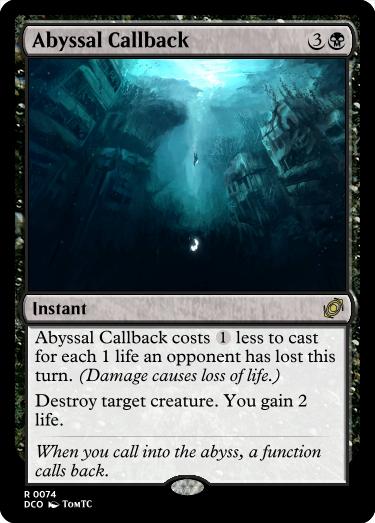 Abyssal Callback 3
Instant
Abyssal Callback costs 1 less to cast
for each 1 life an opponent has lost this
turn. (Damage causes loss of life.)
Destroy target creature. You gain 2
life.
When you call into the abyss, a function
calls back.
R 0074
DCO TomTC